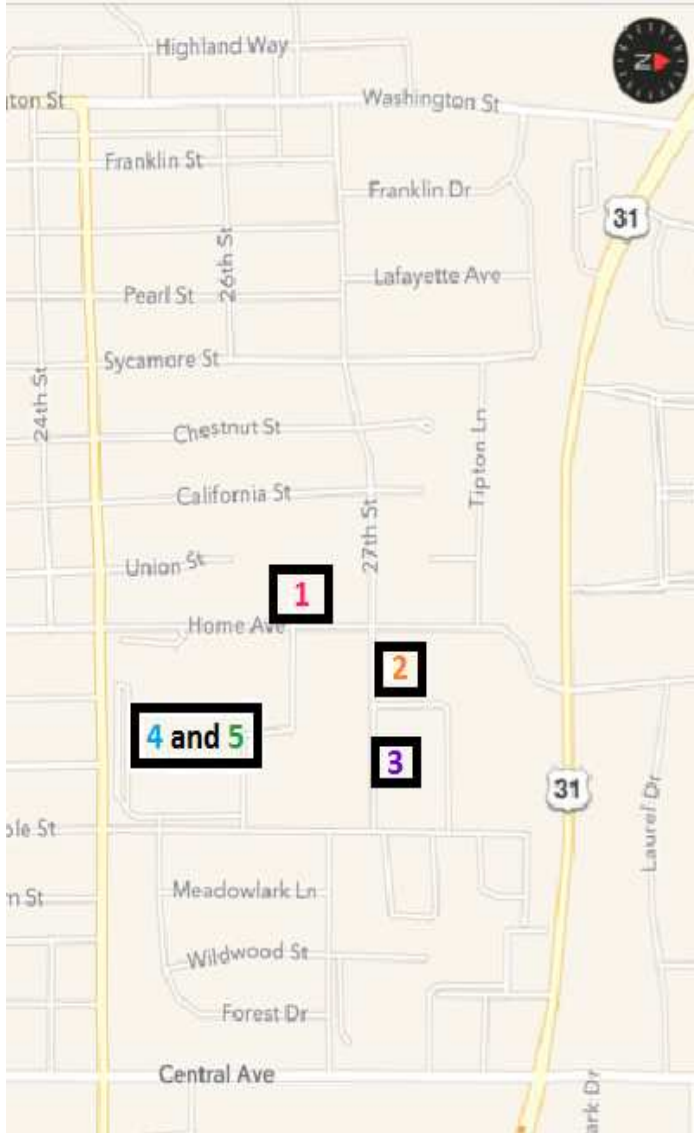 Highland Way
ton St
Washington St
Franklin St
Franklin Dr
31
26th St
Lafayette Ave
Pearl St
Sycamore St
24th St
Chestnut St
Tipton Ln
California St
27th St
Union St
1
Home Ave
2
4 and 5
3
31
Laurel Dr
ple St
n St
Meadowlark Ln
Wildwood St
Forest Dr
Central Ave
ark Dr